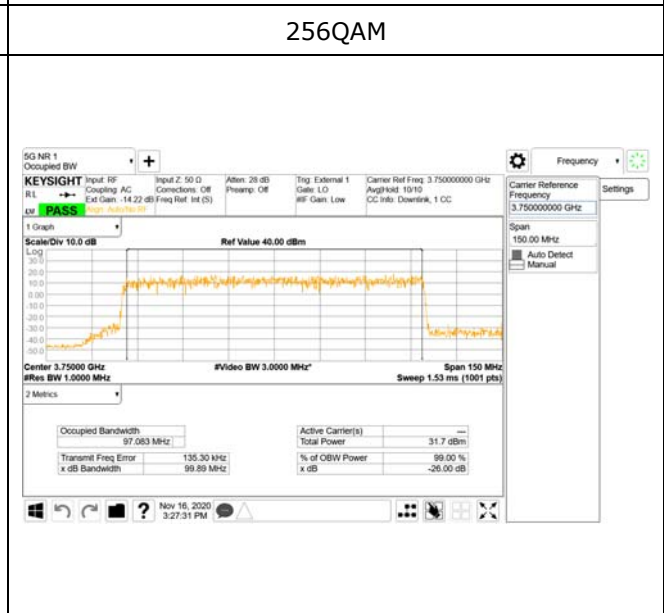 256QAM
5G NR 1
Occupied BW
+
Frequency
KEYSIGHT
Input: RF
Input Z: 50 Ω
Atten: 28 dB
Trig: External 1
Carrier Ref Freq: 3.750000000 GHz
RL
Coupling: AC
Corrections: Off
Preamp: Off
Gate: LO
Avg|Hold: 10/10
Ext Gain: -14.22 dB
Freq Ref: Int (S)
#IF Gain: Low
CC Info: Downlink, 1 CC
PASS
Align: Auto/No RF
Carrier Reference
Frequency
3.750000000 GHz
Settings
Span
150.00 MHz
Auto Detect
Manual
1 Graph
Scale/Div 10.0 dB
Ref Value 40.00 dBm
Log
30.0
20.0
10.0
0.00
-10.0
-20.0
-30.0
-40.0
-50.0
Center 3.75000 GHz
#Video BW 3.0000 MHz*
Span 150 MHz
#Res BW 1.0000 MHz
Sweep 1.53 ms (1001 pts)
2 Metrics
Occupied Bandwidth
97.083 MHz
Active Carrier(s)
---
Total Power
31.7 dBm
Transmit Freq Error
135.30 kHz
% of OBW Power
99.00 %
x dB Bandwidth
99.89 MHz
x dB
-26.00 dB
?
Nov 16, 2020
3:27:31 PM